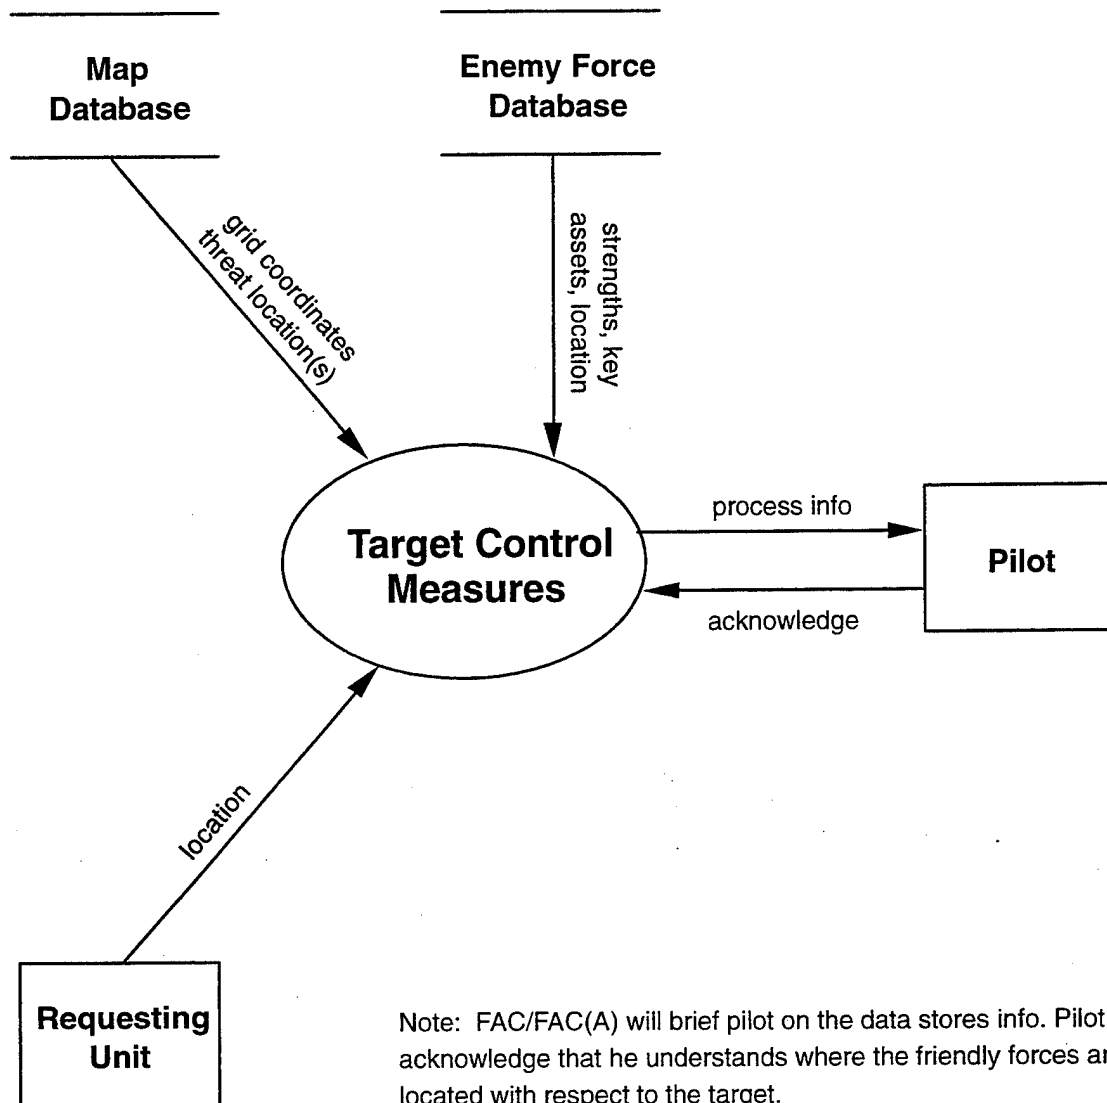 Map
Database
Enemy Force
Database
grid coordinates
threat location(s)
strengths, key
assets, location
Target Control
Measures
process info
Pilot
acknowledge
location
Requesting
Unit
Note: FAC/FAC(A) will brief pilot on the data stores info. Pilot
acknowledge that he understands where the friendly forces
located with respect to the target.